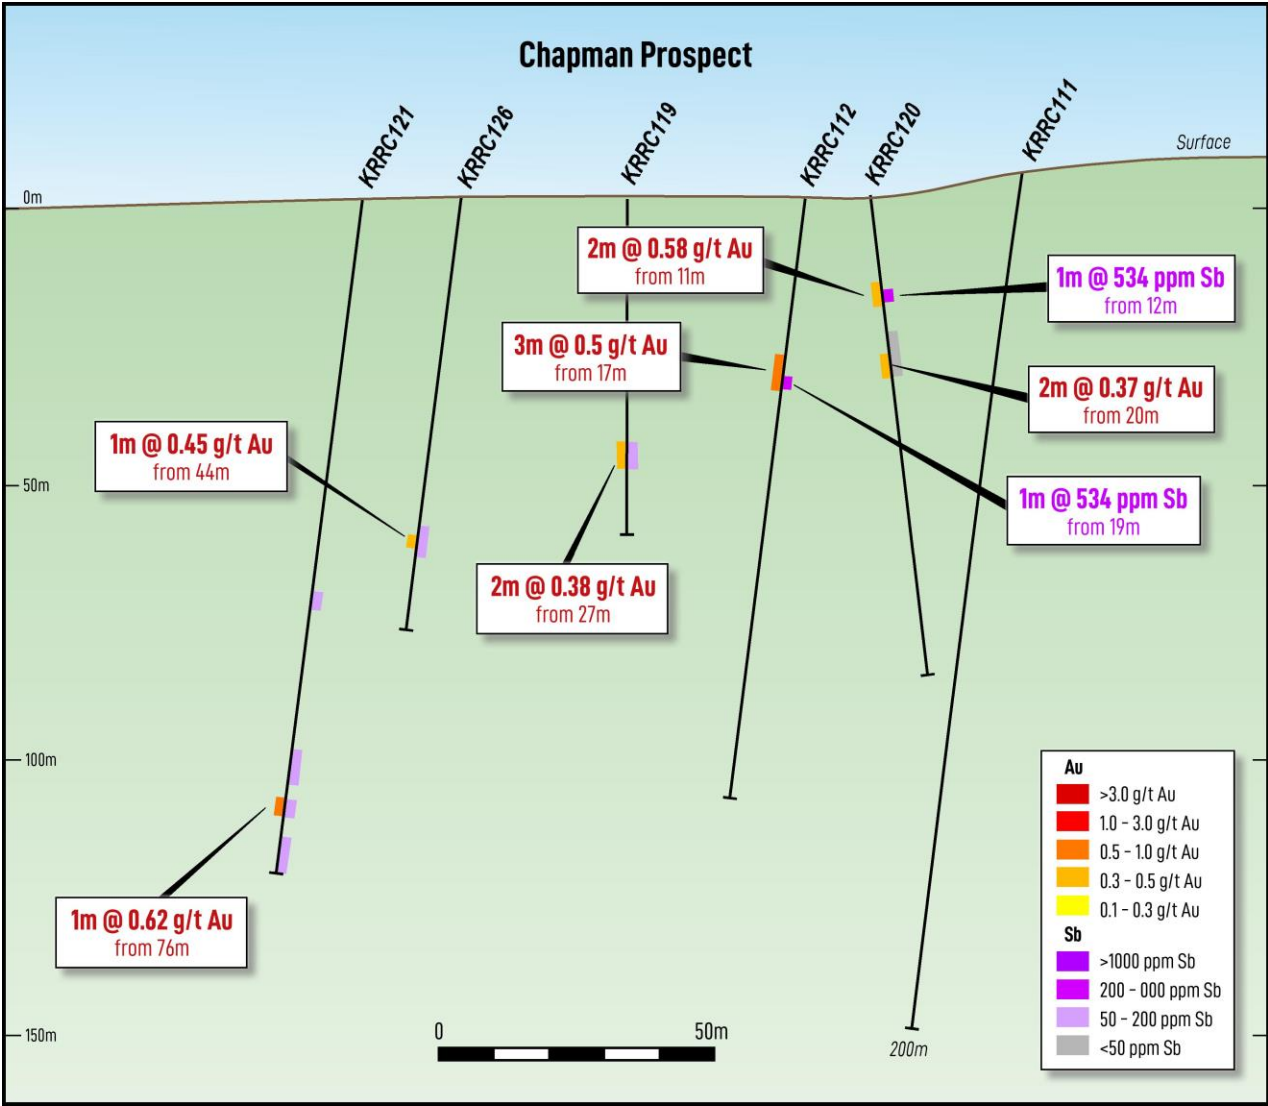 Chapman Prospect
KRRC121
KRRC126
KRRC119
KRRC112
KRRC120
KRRC111
Surface
0m
2m @ 0.58 g/t Au
from 11m
1m @ 534 ppm Sb
from 12m
3m @ 0.5 g/t Au
from 17m
2m @ 0.37 g/t Au
from 20m
1m @ 0.45 g/t Au
from 44m
50m
1m @ 534 ppm Sb
from 19m
2m @ 0.38 g/t Au
from 27m
100m
1m @ 0.62 g/t Au
from 76m
150m
0
50m
200m
Au
>3.0 g/t Au
1.0 – 3.0 g/t Au
0.5 – 1.0 g/t Au
0.3 – 0.5 g/t Au
0.1 – 0.3 g/t Au
Sb
>1000 ppm Sb
200 – 000 ppm Sb
50 – 200 ppm Sb
<50 ppm Sb